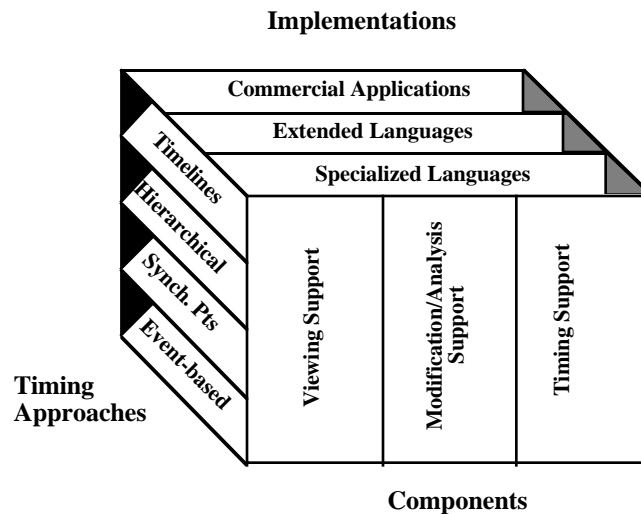 Implementations
Commercial Applications
Extended Languages
Specialized Languages
Timelines
Hierarchical
Synch. Pts
Event-based
Timing
Approaches
Viewing Support
Modification/Analysis
Support
Timing Support
Components